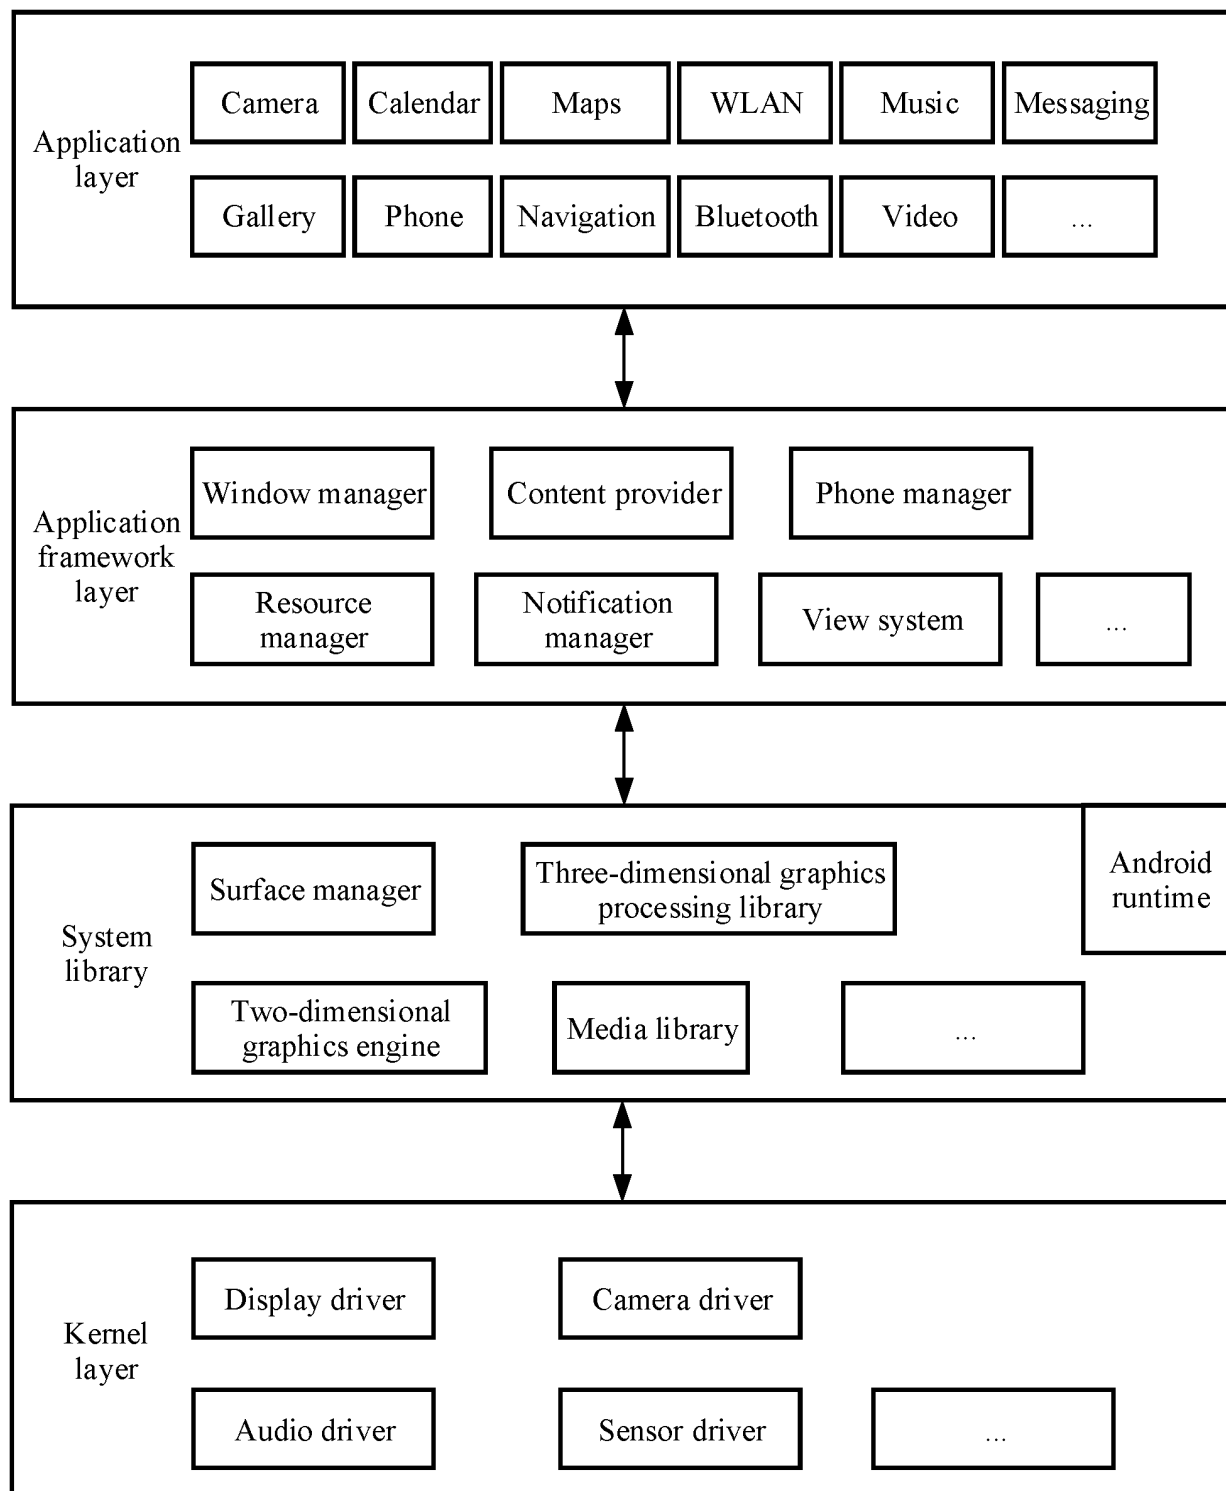 Camera
Calendar
Maps
WLAN
Music
Messaging
Application
layer
Gallery
Phone
Navigation
Bluetooth
Video
...
Window manager
Content provider
Phone manager
Application
framework
layer
Resource
manager
Notification
manager
View system
...
Surface manager
Three-dimensional graphics
processing library
Android
runtime
System
library
Two-dimensional
graphics engine
Media library
...
Display driver
Camera driver
Kernel
layer
Audio driver
Sensor driver
...